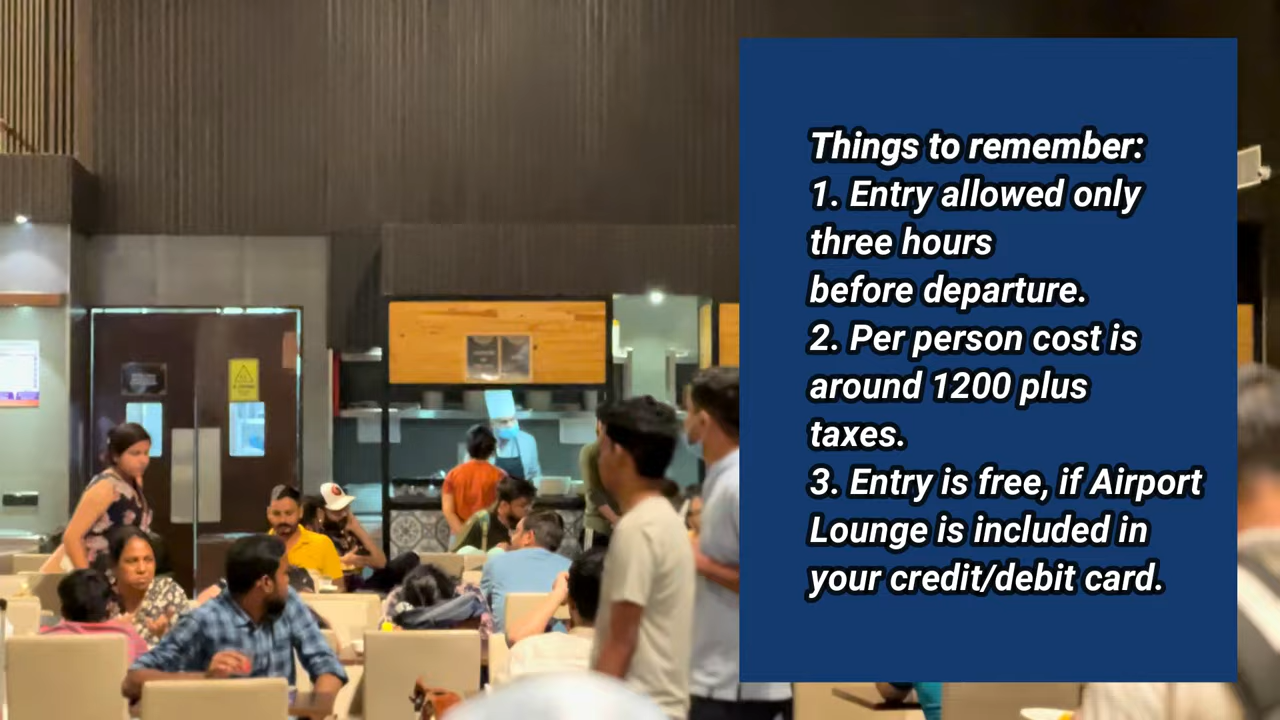 Things to remember:
1. Entry allowed only
three hours
before departure.
2. Per person cost is
around 1200 plus
taxes.
3. Entry is free, if Airport
Lounge is included in
your credit/debit card.